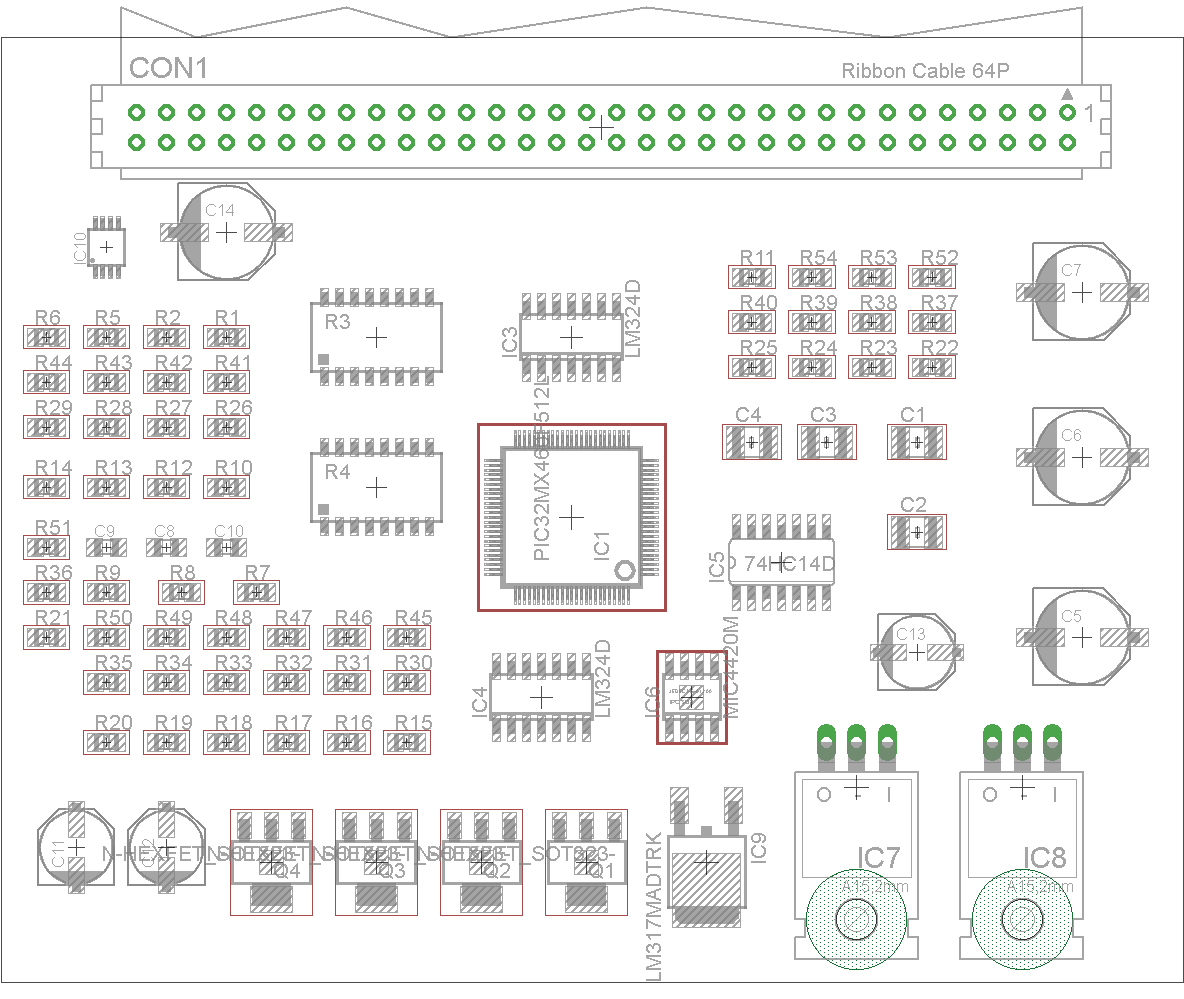 CON1
Ribbon Cable 64P
1
C14
IC10
C7
R11 R54 R53 R52
R40 R39 R38 R37
R25 R24 R23 R22
R6 R5 R2 R1
R44 R43 R42 R41
R29 R28 R27 R26
R14 R13 R12 R10
R3
IC3
LM324D
R4
PIC32MX460F512L
IC1
C4 C3 C1
C6
C2
IC5
74HC14D
R51 C9 C8 C10
R36 R9 R8 R7
R21 R50 R49 R48 R47 R46 R45
R35 R34 R33 R32 R31 R30
R20 R19 R18 R17 R16 R15
IC4
LM324D
IC6
MIC4420M
C13
C5
O I
IC7
A15,2mm
O I
IC8
A15,2mm
C11
Q4
Q3
Q2
Q1
LM317MADTRK
IC9